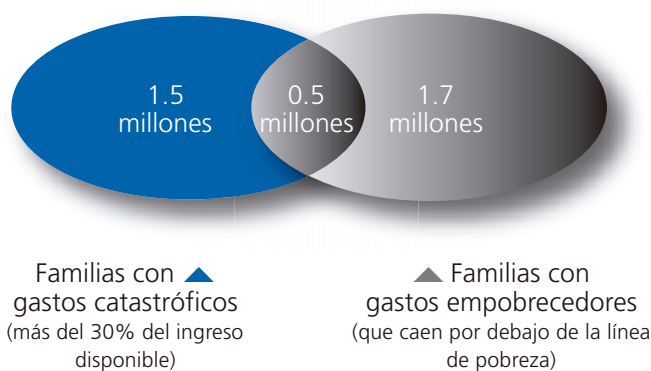 1.5
millones
0.5
millones
1.7
millones
Familias con
gastos catastróficos
(más del 30% del ingreso
disponible)
Familias con
gastos empobrecedores
(que caen por debajo de la línea
de pobreza)